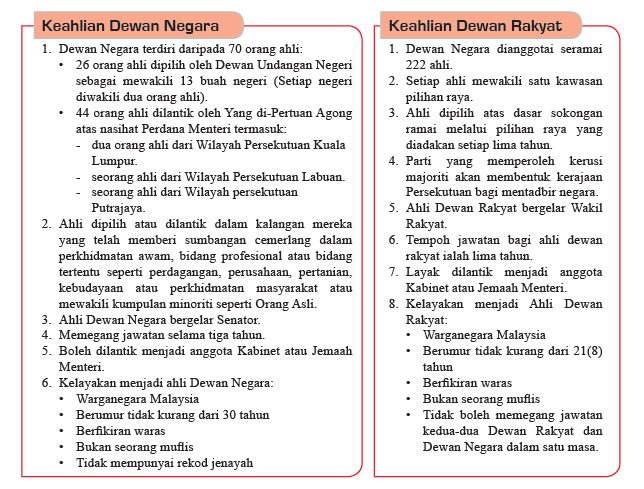 Keahlian Dewan Negara
1. Dewan Negara terdiri daripada 70 orang ahli:
• 26 orang ahli dipilih oleh Dewan Undangan Negeri
sebagai mewakili 13 buah negeri (Setiap negeri
diwakili dua orang ahli).
• 44 orang ahli dilantik oleh Yang di-Pertuan Agong
atas nasihat Perdana Menteri termasuk:
- dua orang ahli dari Wilayah Persekutuan Kuala
Lumpur.
- seorang ahli dari Wilayah Persekutuan Labuan.
- seorang ahli dari Wilayah persekutuan
Putrajaya.
2. Ahli dipilih atau dilantik dalam kalangan mereka
yang telah memberi sumbangan cemerlang dalam
perkhidmatan awam, bidang profesional atau bidang
tertentu seperti perdagangan, perusahaan, pertanian,
kebudayaan atau perkhidmatan masyarakat atau
mewakili kumpulan minoriti seperti Orang Asli.
3. Ahli Dewan Negara bergelar Senator.
4. Memegang jawatan selama tiga tahun.
5. Boleh dilantik menjadi anggota Kabinet atau Jemaah
Menteri.
6. Kelayakan menjadi ahli Dewan Negara:
• Warganegara Malaysia
• Berumur tidak kurang dari 30 tahun
• Berfikiran waras
• Bukan seorang muflis
• Tidak mempunyai rekod jenayah
Keahlian Dewan Rakyat
1. Dewan Negara dianggotai seramai
222 ahli.
2. Setiap ahli mewakili satu kawasan
pilihan raya.
3. Ahli dipilih atas dasar sokongan
ramai melalui pilihan raya yang
diadakan setiap lima tahun.
4. Parti yang memperoleh kerusi
majoriti akan membentuk kerajaan
Persekutuan bagi mentadbir negara.
5. Ahli Dewan Rakyat bergelar Wakil
Rakyat.
6. Tempoh jawatan bagi ahli dewan
rakyat ialah lima tahun.
7. Layak dilantik menjadi anggota
Kabinet atau Jemaah Menteri.
8. Kelayakan menjadi Ahli Dewan
Rakyat:
• Warganegara Malaysia
• Berumur tidak kurang dari 21(8)
tahun
• Berfikiran waras
• Bukan seorang muflis
• Tidak boleh memegang jawatan
kedua-dua Dewan Rakyat dan
Dewan Negara dalam satu masa.